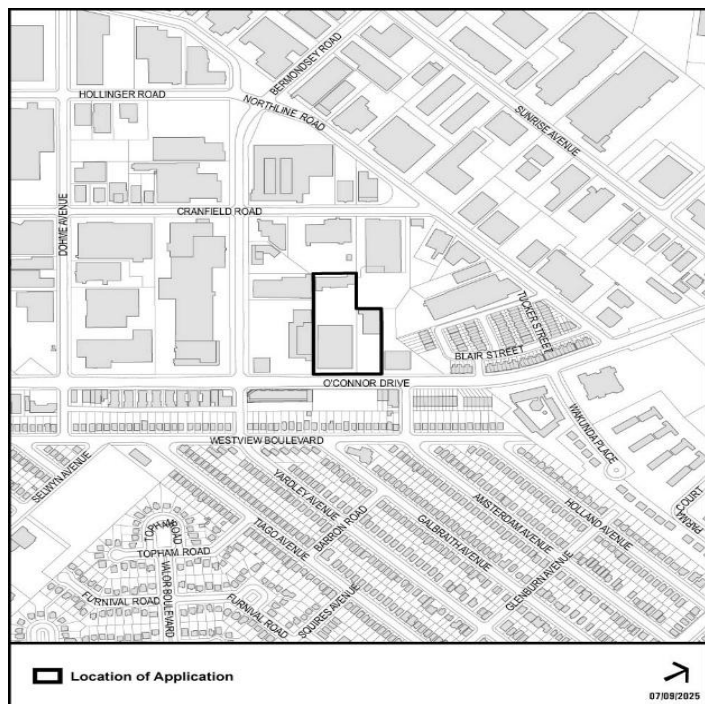 BERMONDSEY ROAD
HOLLINGER ROAD
NORTHLINE ROAD
SUNRISE AVENUE
DOHME AVENUE
CRANFIELD ROAD
TUCKER STREET
BLAIR STREET
O'CONNOR DRIVE
WAKUNDA PLACE
WESTVIEW BOULEVARD
SELWYN AVENUE
YARDLEY AVENUE
AMSTERDAM AVENUE
HOLLAND AVENUE
PARMA COURT
TOPHAM ROAD
TIAGO AVENUE
BARRON ROAD
GALBRAITH AVENUE
TOPHAM ROAD
GLENBURN AVENUE
FURNIVAL ROAD
VALOR BOULEVARD
FURNIVAL ROAD
SQUIRES AVENUE
Location of Application
07/09/2025